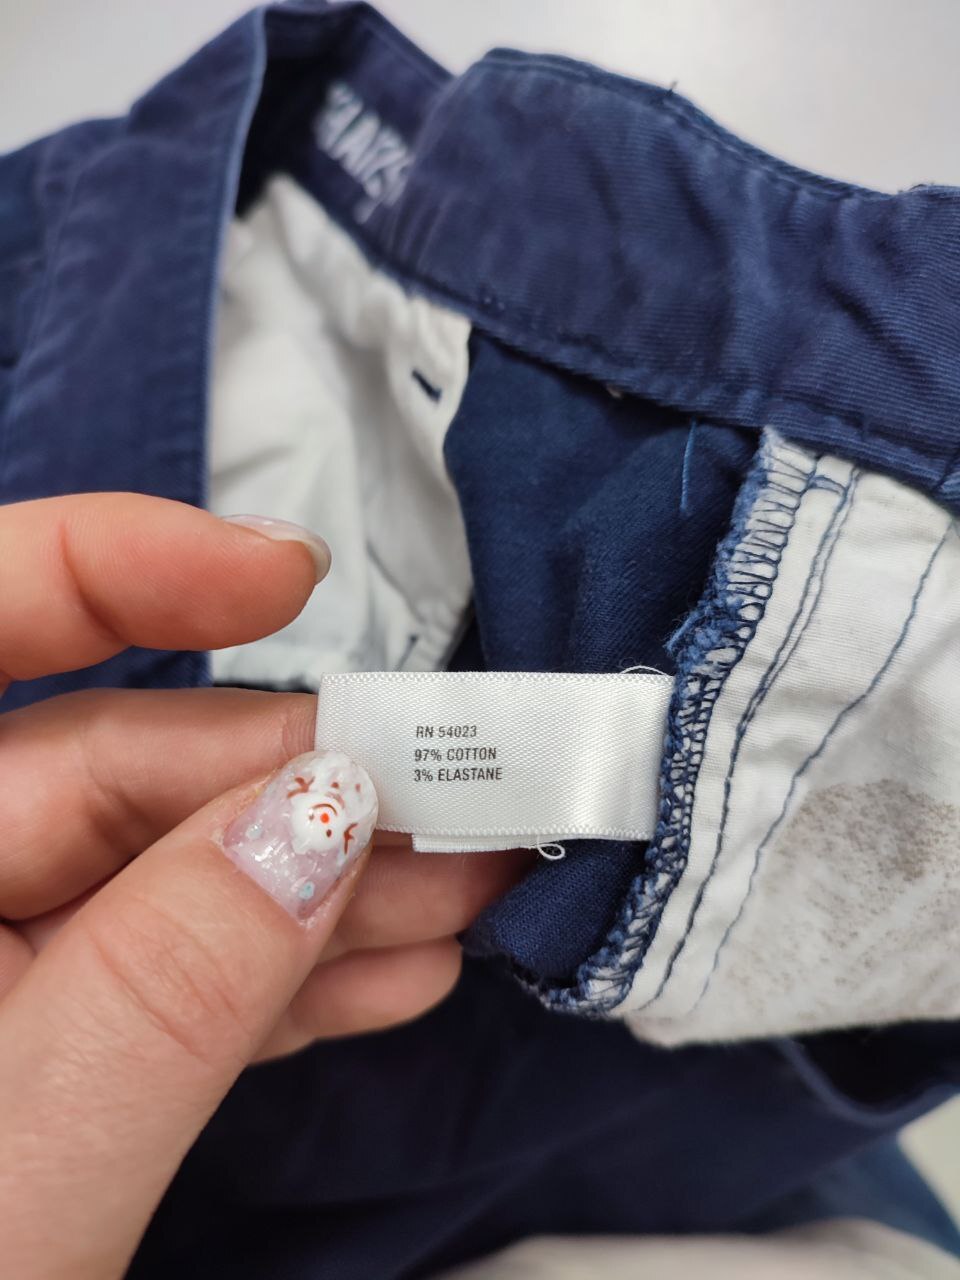 RN 54023
97% COTTON
3% ELASTANE